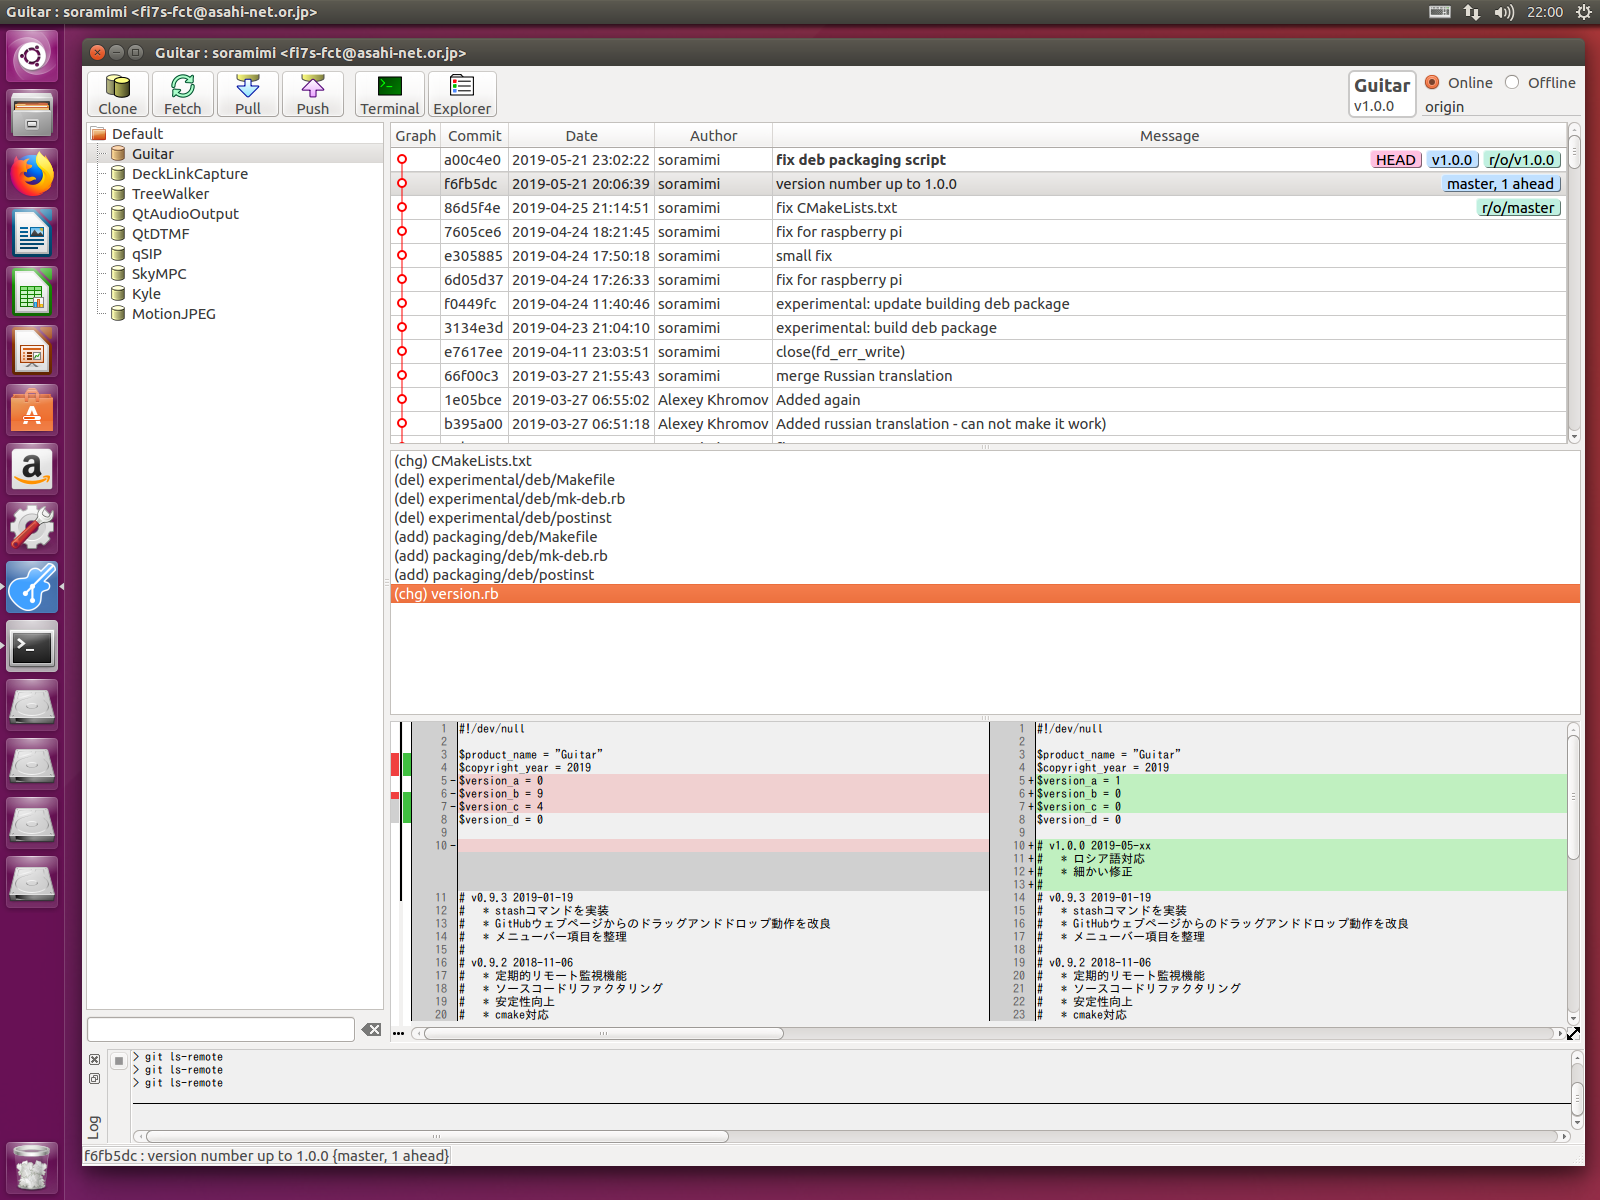 Guitar : soramimi <fi7s-fct@asahi-net.or.jp>
22:00
Guitar : soramimi <fi7s-fct@asahi-net.or.jp>
Clone Fetch Pull Push Terminal Explorer
Guitar
v1.0.0
Online Offline
origin
Default
Guitar
DeckLinkCapture
TreeWalker
QtAudioOutput
QtDTMF
qSIP
SkyMPC
Kyle
MotionJPEG
Graph Commit Date Author Message
a00c4e0 2019-05-21 23:02:22 soramimi fix deb packaging script HEAD v1.0.0 r/o/v1.0.0
f6fb5dc 2019-05-21 20:06:39 soramimi version number up to 1.0.0 master, 1 ahead
86d5f4e 2019-04-25 21:14:51 soramimi fix CMakeLists.txt r/o/master
7605ce6 2019-04-24 18:21:45 soramimi fix for raspberry pi
e305885 2019-04-24 17:50:18 soramimi small fix
6d05d37 2019-04-24 17:26:33 soramimi fix for raspberry pi
f0449fc 2019-04-24 11:40:46 soramimi experimental: update building deb package
3134e3d 2019-04-23 21:04:10 soramimi experimental: build deb package
e7617ee 2019-04-11 23:03:51 soramimi close(fd_err_write)
66f00c3 2019-03-27 21:55:43 soramimi merge Russian translation
1e05bce 2019-03-27 06:55:02 Alexey Khromov Added again
b395a00 2019-03-27 06:51:18 Alexey Khromov Added russian translation - can not make it work)
(chg) CMakeLists.txt
(del) experimental/deb/Makefile
(del) experimental/deb/mk-deb.rb
(del) experimental/deb/postinst
(add) packaging/deb/Makefile
(add) packaging/deb/mk-deb.rb
(add) packaging/deb/postinst
(chg) version.rb
1 #!/dev/null
2
3 $product_name = "Guitar"
4 $copyright_year = 2019
5 - $version_a = 0
6 - $version_b = 9
7 - $version_c = 4
8 $version_d = 0
9
10 -
11 # v0.9.3 2019-01-19
12 # * stashコマンドを実装
13 # * GitHubウェブページからのドラッグアンドドロップ動作を改良
14 # * メニューバー項目を整理
15 #
16 # v0.9.2 2018-11-06
17 # * 定期的リモート監視機能
18 # * ソースコードリファクタリング
19 # * 安定性向上
20 # * cmake対応
1 #!/dev/null
2
3 $product_name = "Guitar"
4 $copyright_year = 2019
5 + $version_a = 1
6 + $version_b = 0
7 + $version_c = 0
8 $version_d = 0
9
10 + # v1.0.0 2019-05-xx
11 + # * ロシア語対応
12 + # * 細かい修正
13 + #
14 # v0.9.3 2019-01-19
15 # * stashコマンドを実装
16 # * GitHubウェブページからのドラッグアンドドロップ動作を改良
17 # * メニューバー項目を整理
18 #
19 # v0.9.2 2018-11-06
20 # * 定期的リモート監視機能
21 # * ソースコードリファクタリング
22 # * 安定性向上
23 # * cmake対応
Log
> git ls-remote
> git ls-remote
> git ls-remote
f6fb5dc : version number up to 1.0.0 {master, 1 ahead}